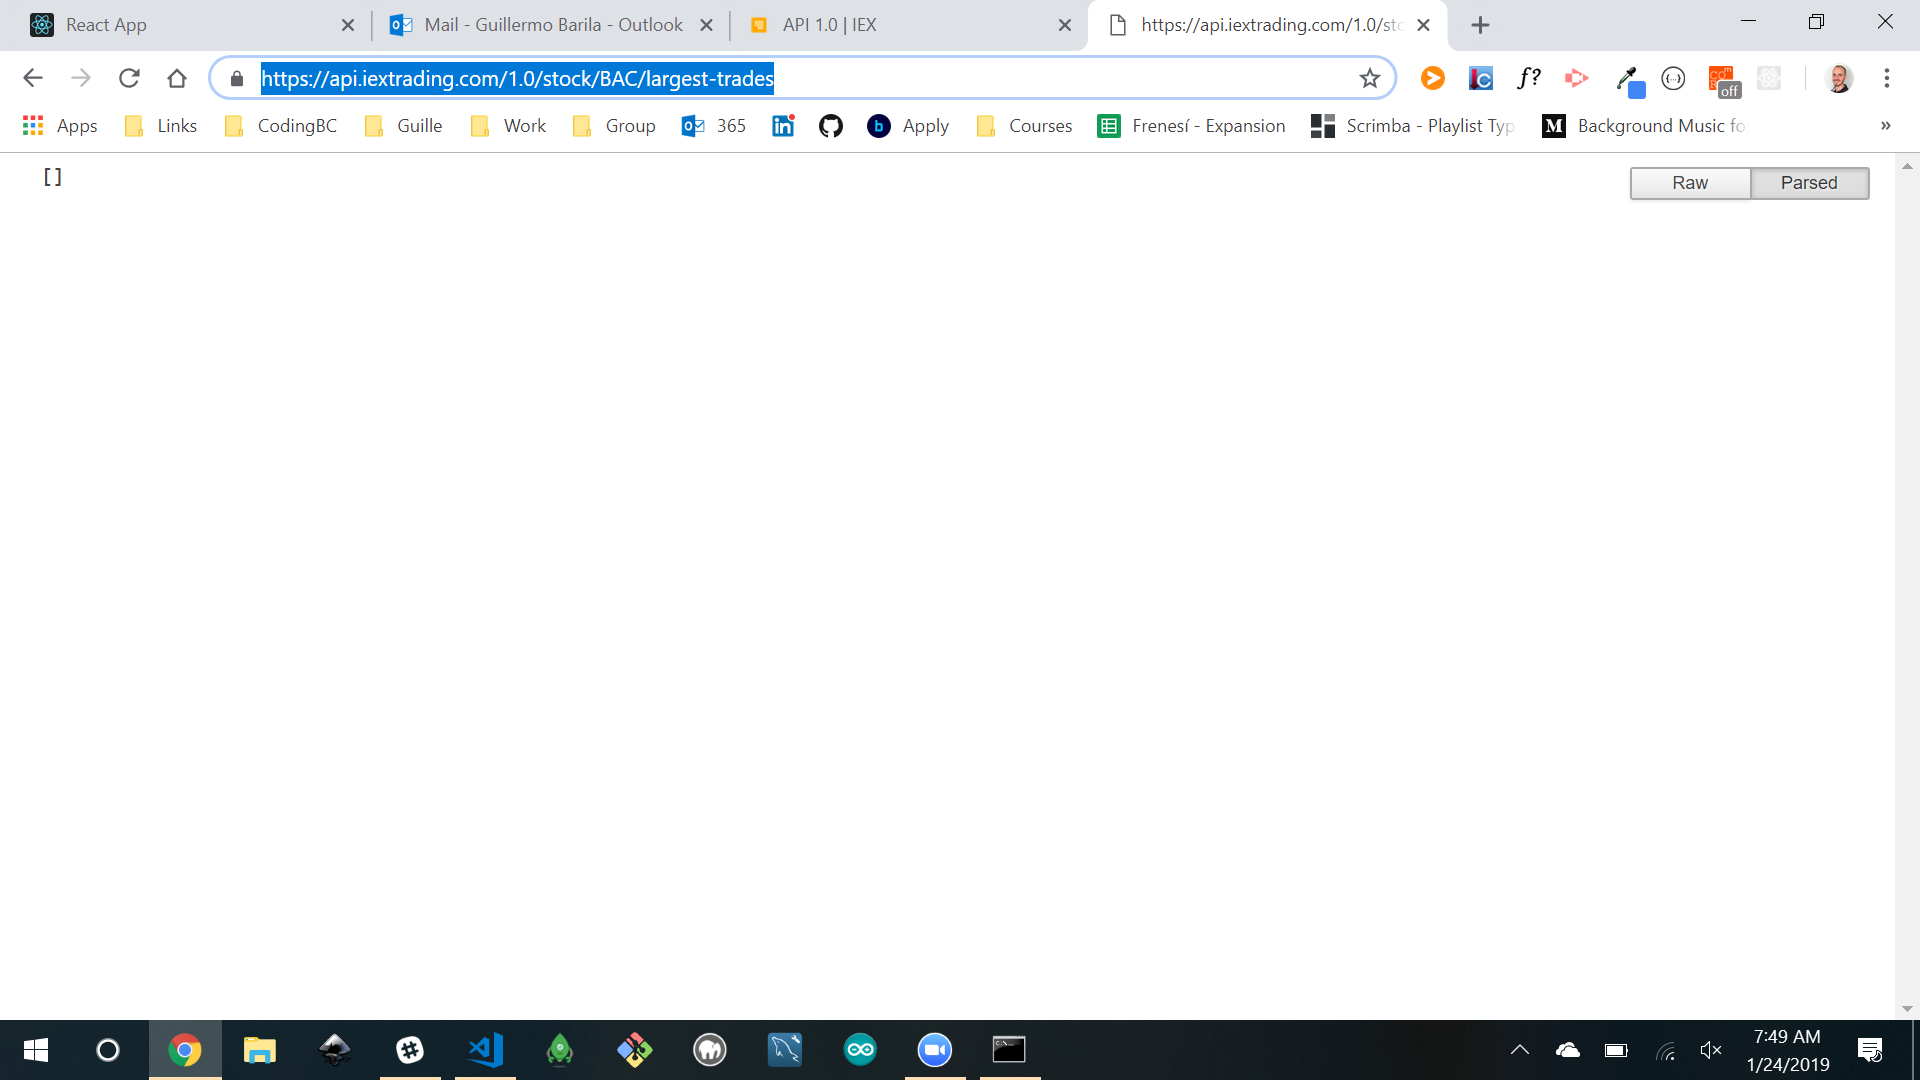 React App
Mail - Guillermo Barila - Outlook
API 1.0 | IEX
https://api.iextrading.com/1.0/sto
https://api.iextrading.com/1.0/stock/BAC/largest-trades
f?
off
Apps
Links
CodingBC
Guille
Work
Group
365
Apply
Courses
Frenesí - Expansion
Scrimba - Playlist Typ
Background Music fo
»
[]
Raw
Parsed
7:49 AM
1/24/2019